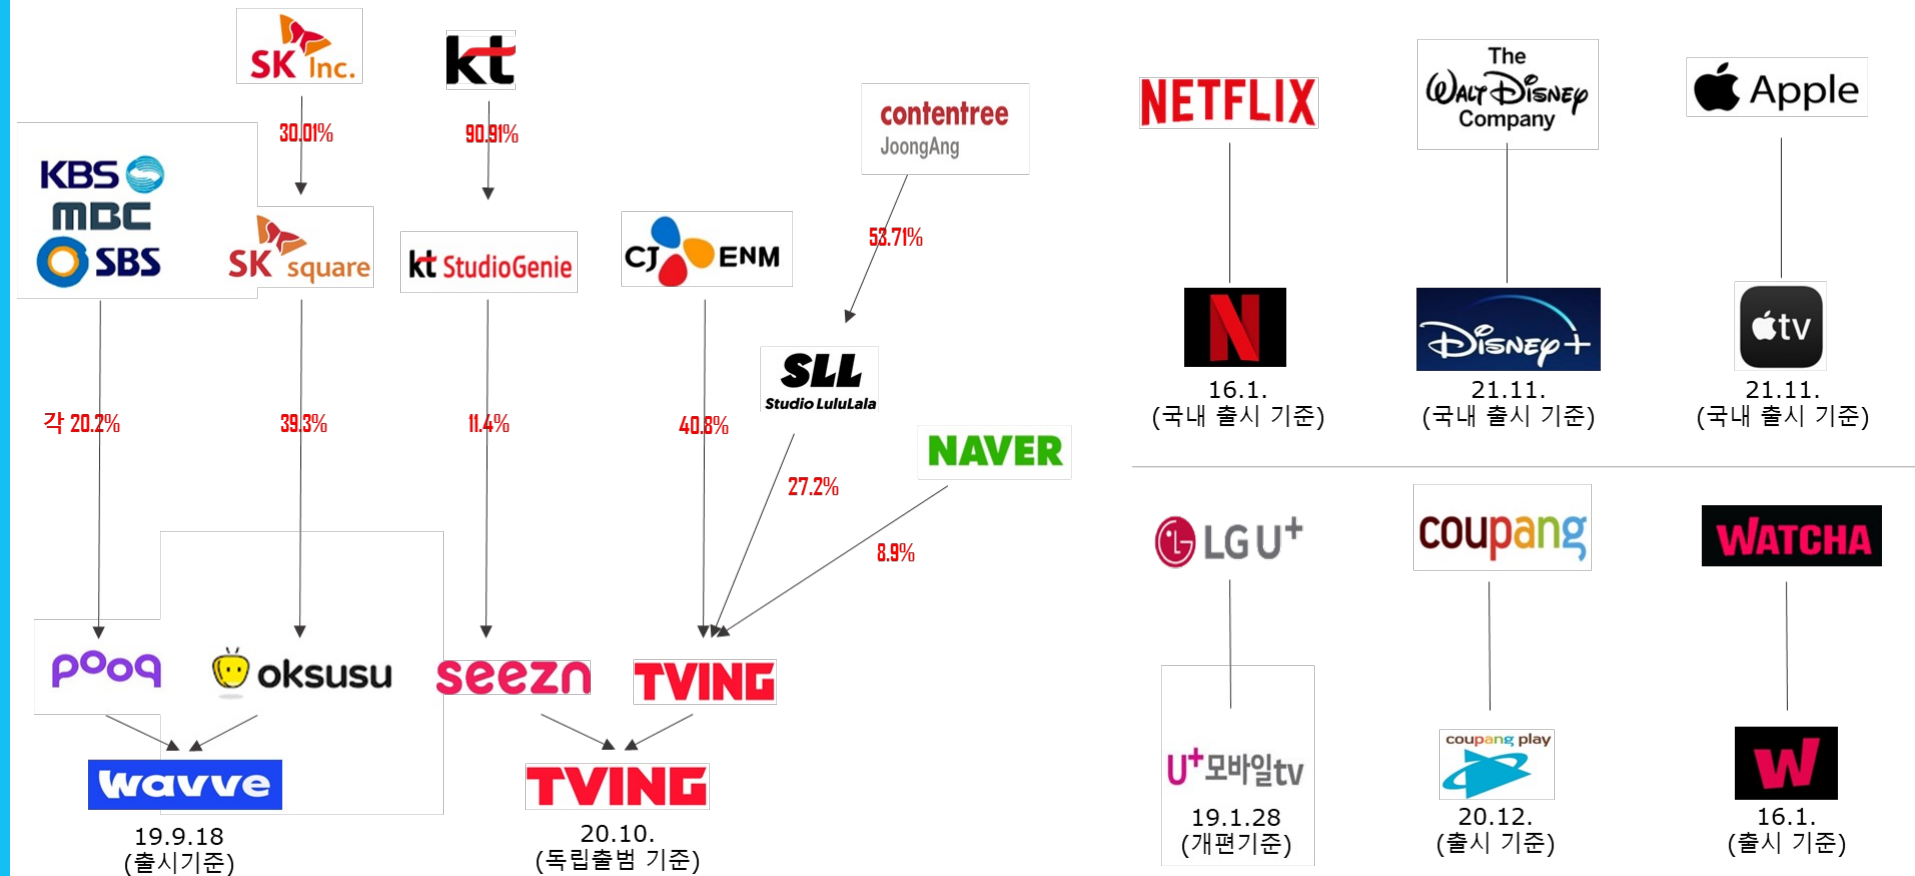 SK Inc.
kt
30.01%
90.91%
KBS
MBC
SBS
SK square
kt StudioGenie
CJ ENM
contentree
JoongAng
53.71%
SLL
Studio LuluLala
각 20.2%
39.3%
11.4%
40.8%
27.2%
NAVER
8.9%
pooq
oksusu
seezn
TVING
wavve
19.9.18
(출시기준)
TVING
20.10.
(독립출범 기준)
NETFLIX
The
WALT DISNEY
Company
Apple
N
DISNEY+
tv
16.1.
(국내 출시 기준)
21.11.
(국내 출시 기준)
21.11.
(국내 출시 기준)
LG U+
coupang
WATCHA
U+모바일tv
19.1.28
(개편기준)
coupang play
20.12.
(출시 기준)
W
16.1.
(출시 기준)